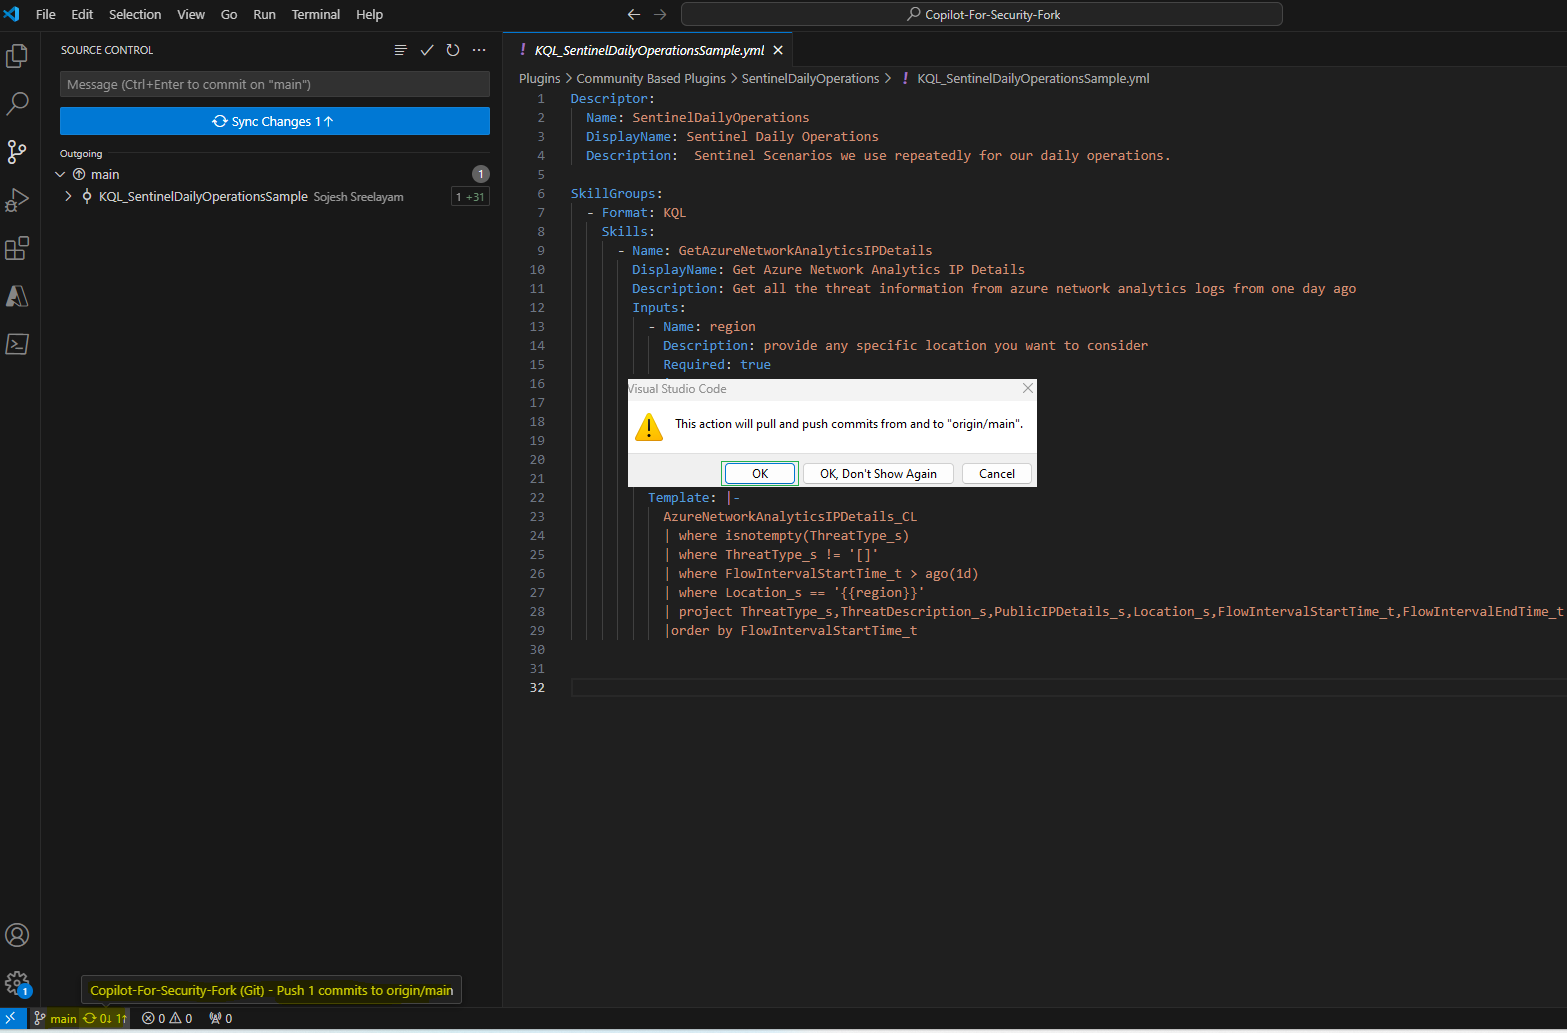 File Edit Selection View Go Run Terminal Help
Copilot-For-Security-Fork
SOURCE CONTROL
Message (Ctrl+Enter to commit on "main")
Sync Changes 1↑
Outgoing
main 1
KQL_SentinelDailyOperationsSample Sojesh Sreelayam 1 +31
! KQL_SentinelDailyOperationsSample.yml
Plugins > Community Based Plugins > SentinelDailyOperations > ! KQL_SentinelDailyOperationsSample.yml
1 Descriptor:
2 Name: SentinelDailyOperations
3 DisplayName: Sentinel Daily Operations
4 Description:  Sentinel Scenarios we use repeatedly for our daily operations.
5
6 SkillGroups:
7 - Format: KQL
8 Skills:
9 - Name: GetAzureNetworkAnalyticsIPDetails
10 DisplayName: Get Azure Network Analytics IP Details
11 Description: Get all the threat information from azure network analytics logs from one day ago
12 Inputs:
13 - Name: region
14 Description: provide any specific location you want to consider
15 Required: true
16
17
18
19
20
21
22 Template: |-
23 AzureNetworkAnalyticsIPDetails_CL
24 | where isnotempty(ThreatType_s)
25 | where ThreatType_s != '[]'
26 | where FlowIntervalStartTime_t > ago(1d)
27 | where Location_s == '{{region}}'
28 | project ThreatType_s,ThreatDescription_s,PublicIPDetails_s,Location_s,FlowIntervalStartTime_t,FlowIntervalEndTime_t
29 |order by FlowIntervalStartTime_t
30
31
32
Visual Studio Code
This action will pull and push commits from and to "origin/main".
OK
OK, Don't Show Again
Cancel
1
Copilot-For-Security-Fork (Git) - Push 1 commits to origin/main
main 0↓ 1↑ 0 0 0